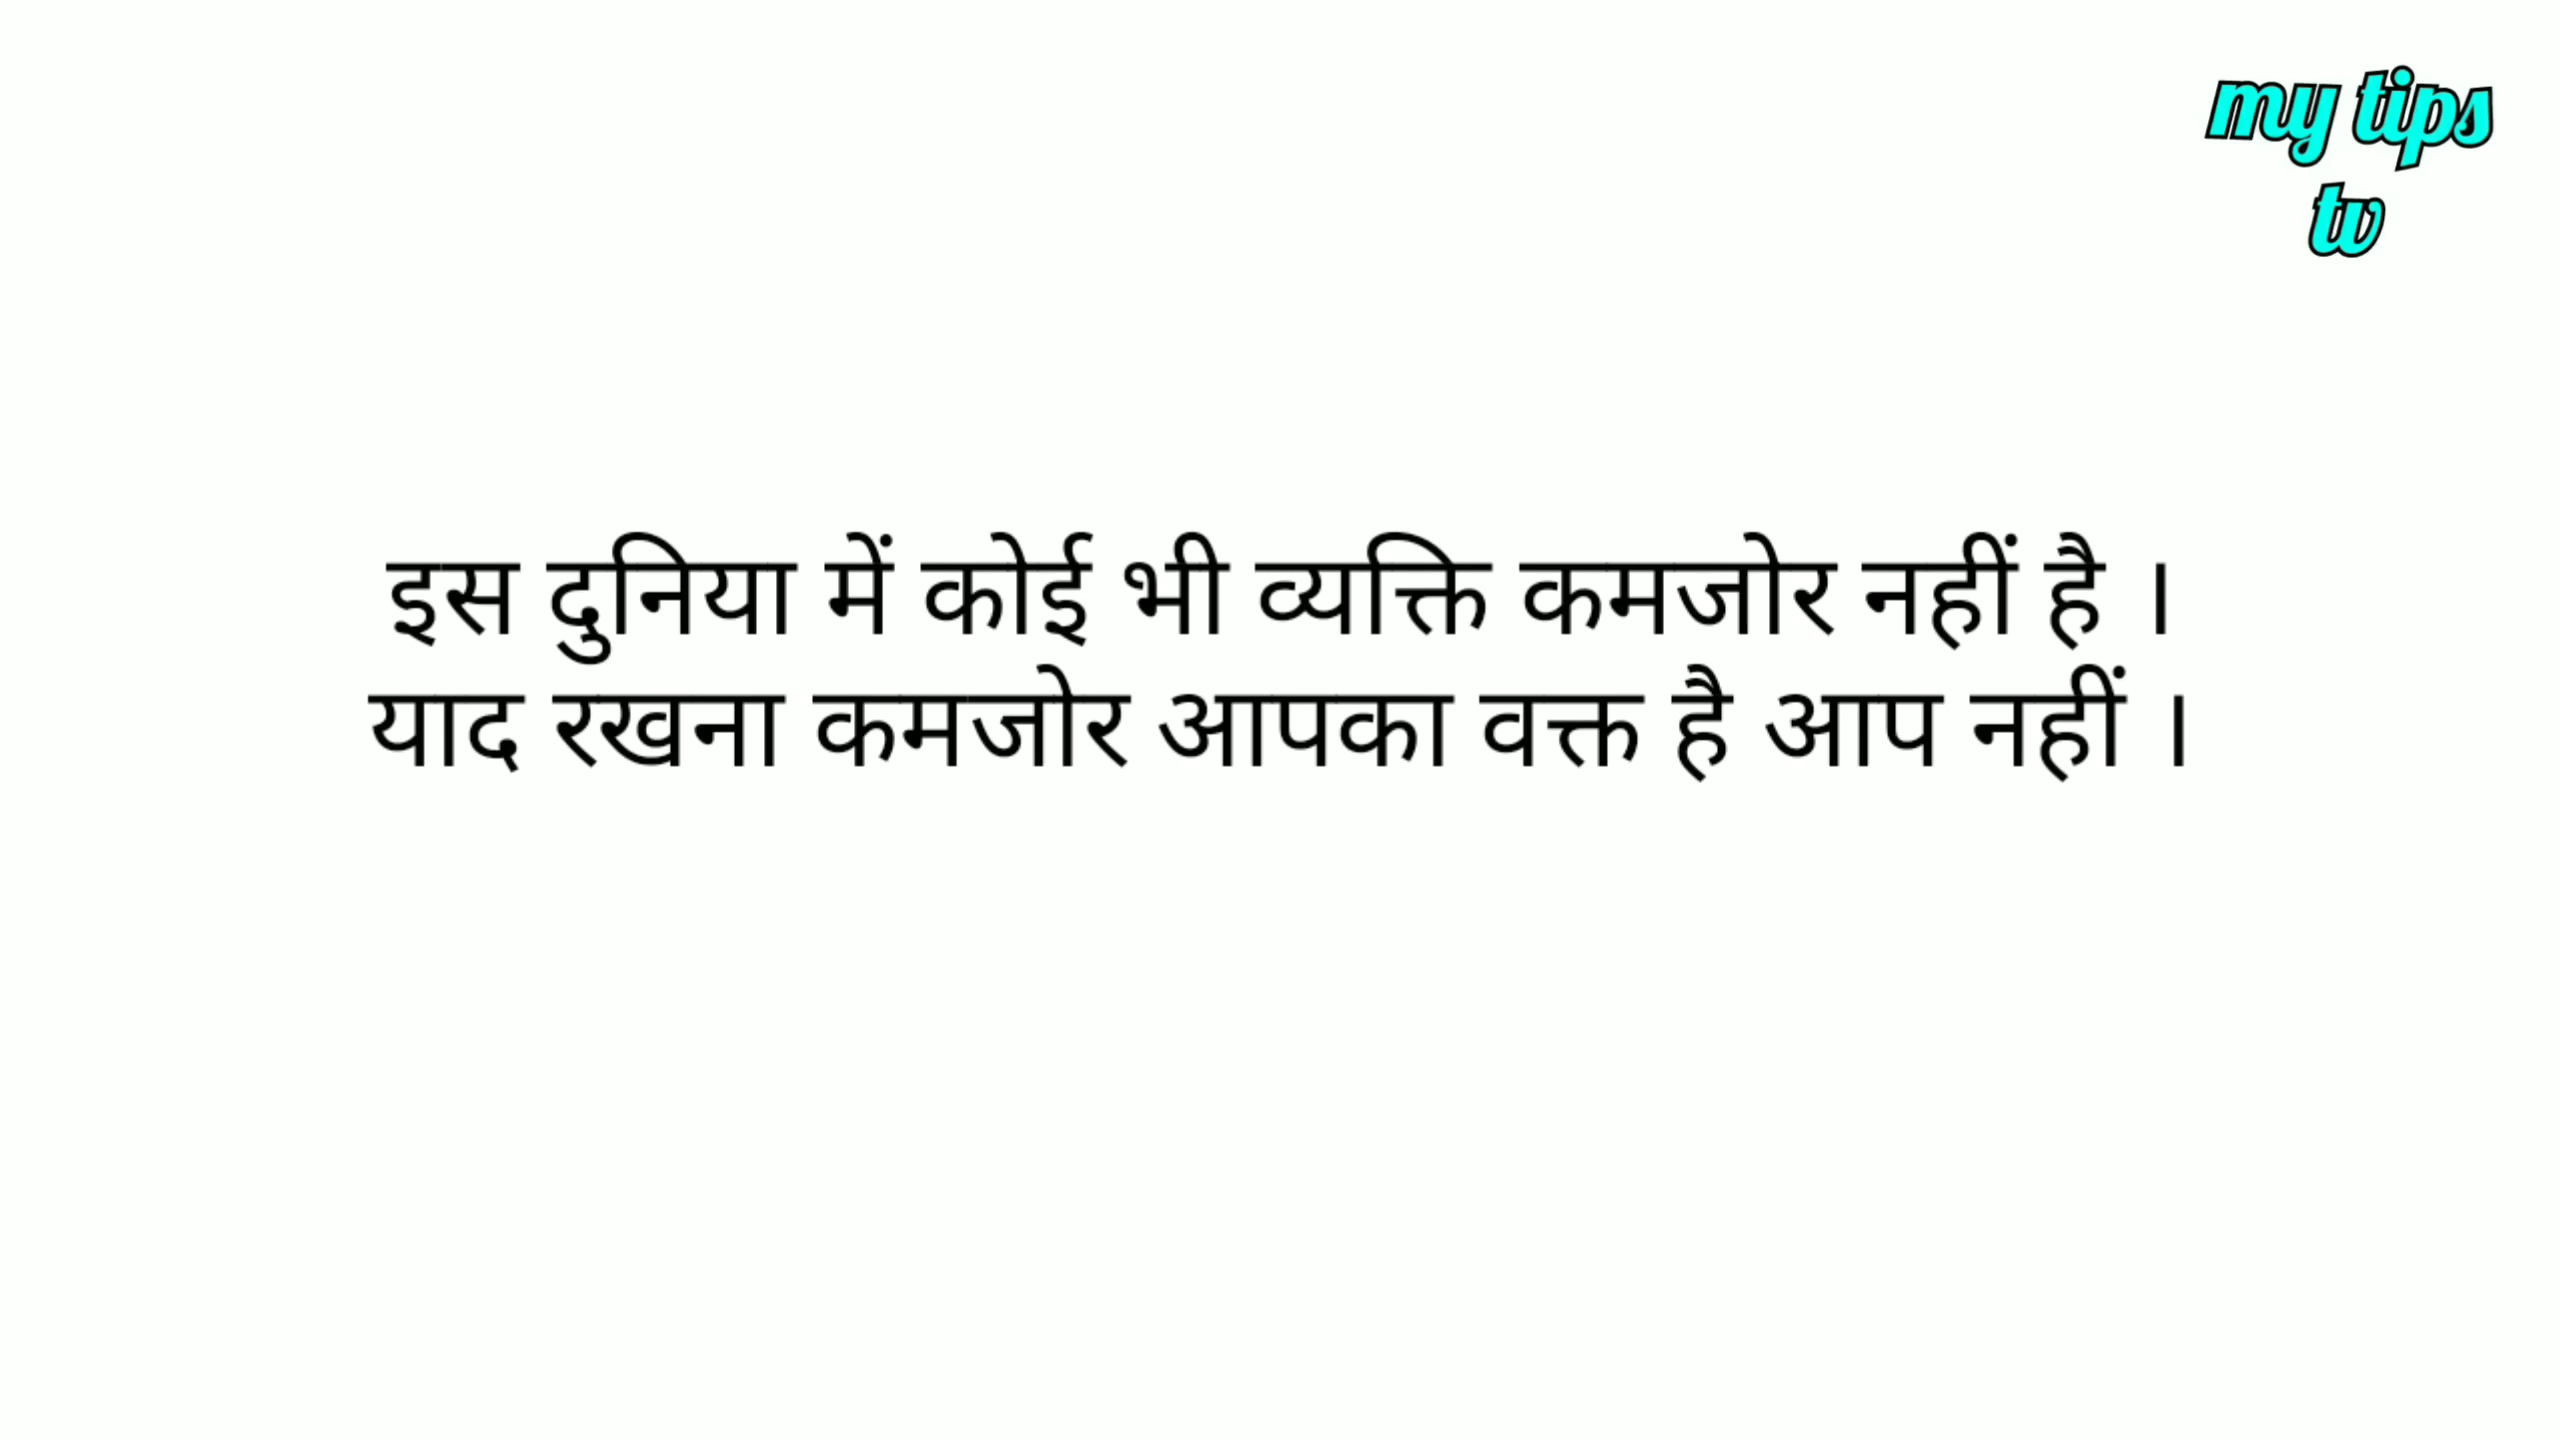 my tips
tv
इस दुनिया में कोई भी व्यक्ति कमजोर नहीं है ।
याद रखना कमजोर आपका वक्त है आप नहीं ।